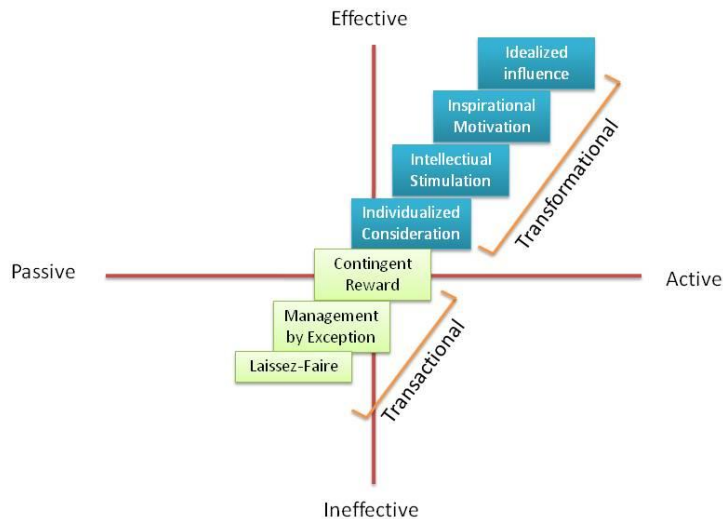 Effective
Idealized
influence
Inspirational
Motivation
Intellectiual
Stimulation
Individualized
Consideration
Transformational
Passive
Contingent
Reward
Active
Management
by Exception
Laissez-Faire
Transactional
Ineffective